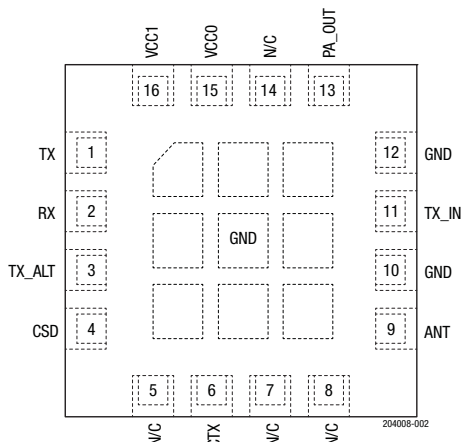 VCC1
VCC0
N/C
PA_OUT
16
15
14
13
TX
1
12
GND
RX
2
11
TX_IN
GND
TX_ALT
3
10
GND
CSD
4
9
ANT
5
6
7
8
204008-002
N/C
CTX
N/C
N/C